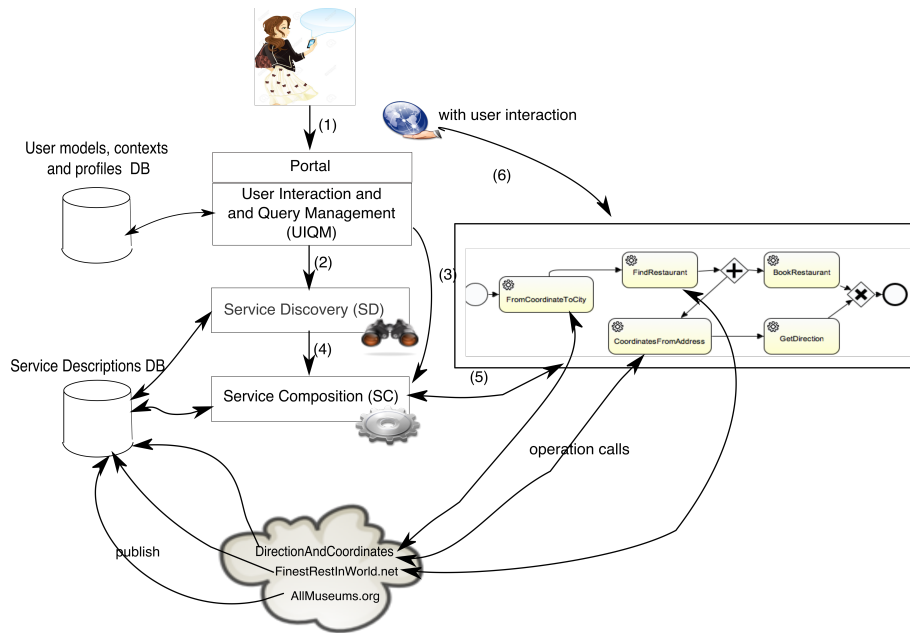 (1)
with user interaction
User models, contexts
and profiles DB
Portal
(6)
User Interaction and
and Query Management
(UIQM)
(2)
(3)
FindRestaurant
BookRestaurant
FromCoordinateToCity
Service Discovery (SD)
CoordinatesFromAddress
GetDirection
(4)
Service Descriptions DB
(5)
Service Composition (SC)
operation calls
publish
DirectionAndCoordinates
FinestRestInWorld.net
AllMuseums.org